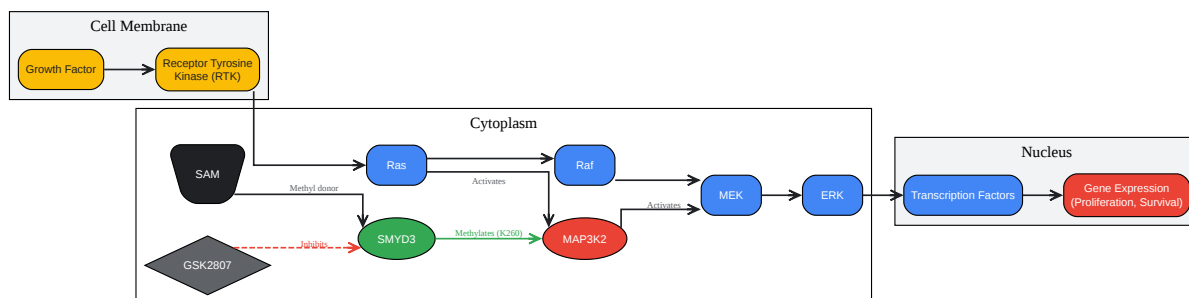 Cell Membrane
Growth Factor
Receptor Tyrosine
Kinase (RTK)
Cytoplasm
SAM
Methyl donor
GSK2807
Inhibits
Ras
Activates
Raf
SMYD3
Methylates (K260)
MAP3K2
Activates
MEK
ERK
Nucleus
Transcription Factors
Gene Expression
(Proliferation, Survival)